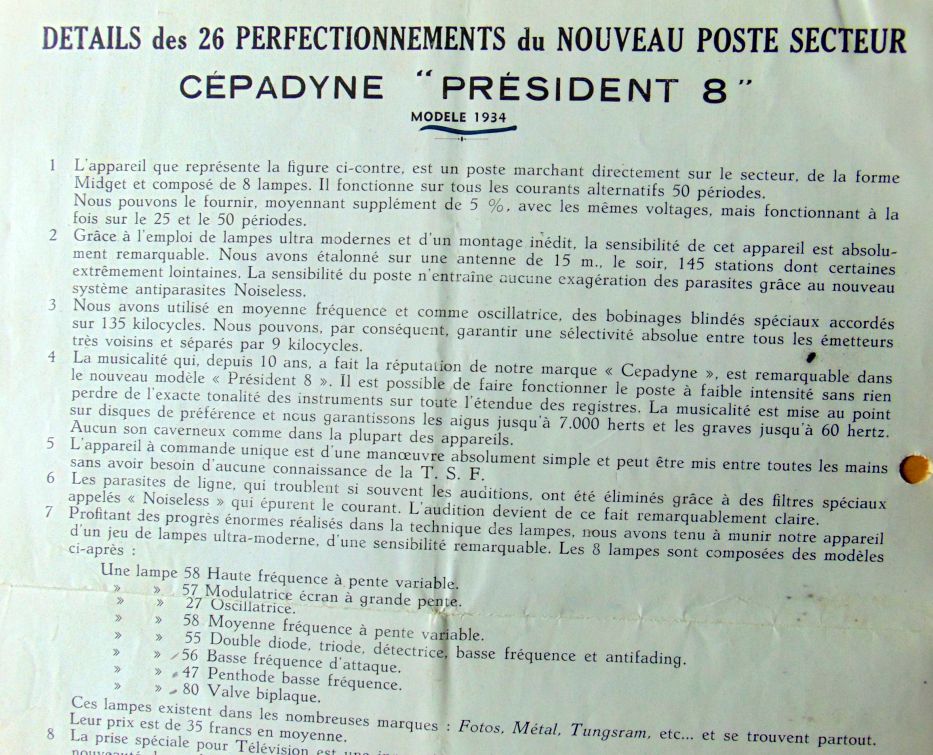 DETAILS des 26 PERFECTIONNEMENTS du NOUVEAU POSTE SECTEUR
CÉPADYNE “PRÉSIDENT 8”
MODELE 1934
1 L'appareil que représente la figure ci-contre, est un poste marchant directement sur le secteur, de la forme
Midget et composé de 8 lampes. Il fonctionne sur tous les courants alternatifs 50 périodes.
Nous pouvons le fournir, moyennant supplément de 5 %, avec les mêmes voltages, mais fonctionnant à la
fois sur le 25 et le 50 périodes.
2 Grâce à l'emploi de lampes ultra modernes et d'un montage inédit, la sensibilité de cet appareil est absolu-
ment remarquable. Nous avons étalonné sur une antenne de 15 m., le soir, 145 stations dont certaines
extrêmement lointaines. La sensibilité du poste n'entraîne aucune exagération des parasites grâce au nouveau
système antiparasites Noiseless.
3 Nous avons utilisé en moyenne fréquence et comme oscillatrice, des bobinages blindés spéciaux accordés
sur 135 kilocycles. Nous pouvons, par conséquent, garantir une sélectivité absolue entre tous les émetteurs
très voisins et séparés par 9 kilocycles.
4 La musicalité qui, depuis 10 ans, a fait la réputation de notre marque « Cepadyne », est remarquable dans
le nouveau modèle « Président 8 ». Il est possible de faire fonctionner le poste à faible intensité sans rien
perdre de l'exacte tonalité des instruments sur toute l'étendue des registres. La musicalité est mise au point
sur disques de préférence et nous garantissons les aigus jusqu'à 7.000 herts et les graves jusqu'à 60 hertz.
Aucun son caverneux comme dans la plupart des appareils.
5 L'appareil à commande unique est d'une manœuvre absolument simple et peut être mis entre toutes les mains
sans avoir besoin d'aucune connaissance de la T. S. F.
6 Les parasites de ligne, qui troublent si souvent les auditions, ont été éliminés grâce à des filtres spéciaux
appelés « Noiseless » qui épurent le courant. L'audition devient de ce fait remarquablement claire.
7 Profitant des progrès énormes réalisés dans la technique des lampes, nous avons tenu à munir notre appareil
d'un jeu de lampes ultra-moderne, d'une sensibilité remarquable. Les 8 lampes sont composées des modèles
ci-après :
Une lampe 58 Haute fréquence à pente variable.
» » 57 Modulatrice écran à grande pente.
» » 27 Oscillatrice.
» » 58 Moyenne fréquence à pente variable.
» » 55 Double diode, triode, détectrice, basse fréquence et antifading.
» » 56 Basse fréquence d'attaque.
» » 47 Penthode basse fréquence.
» » 80 Valve biplaque.
Ces lampes existent dans les nombreuses marques : Fotos, Métal, Tungsram, etc... et se trouvent partout.
Leur prix est de 35 francs en moyenne.
8 La prise spéciale pour Télévision est une